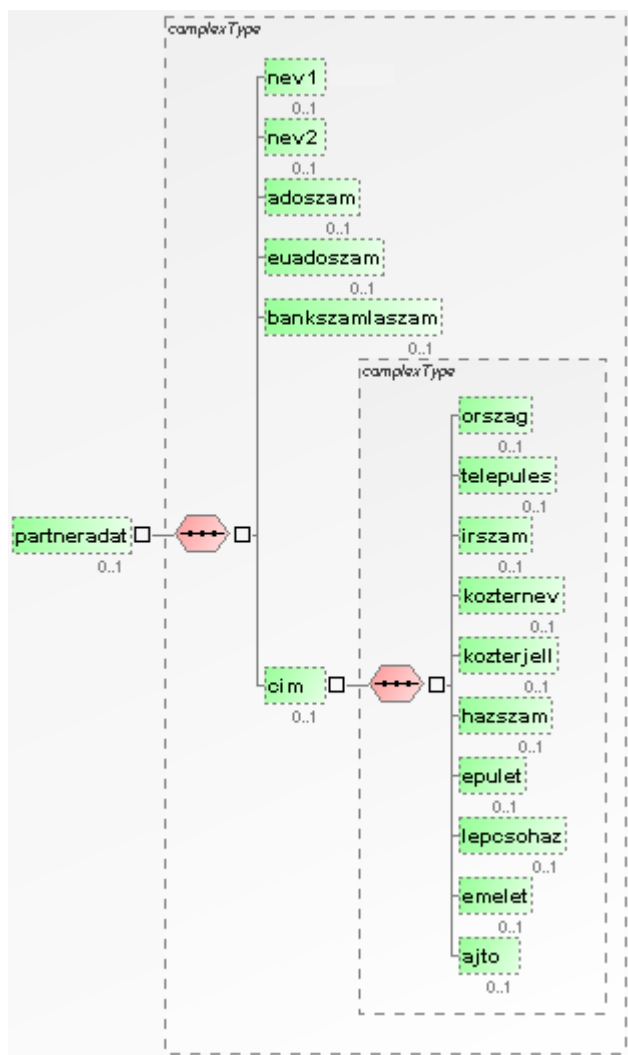 complexType
nev1
0..1
nev2
0..1
adoszam
0..1
euadoszam
0..1
bankszamlaszam
0..1
complexType
orszag
0..1
telepules
0..1
irszam
0..1
kozternev
0..1
kozterjell
0..1
hazszam
0..1
epulet
0..1
lepcsohaz
0..1
emelet
0..1
ajto
0..1
partneradat
0..1
cim
0..1